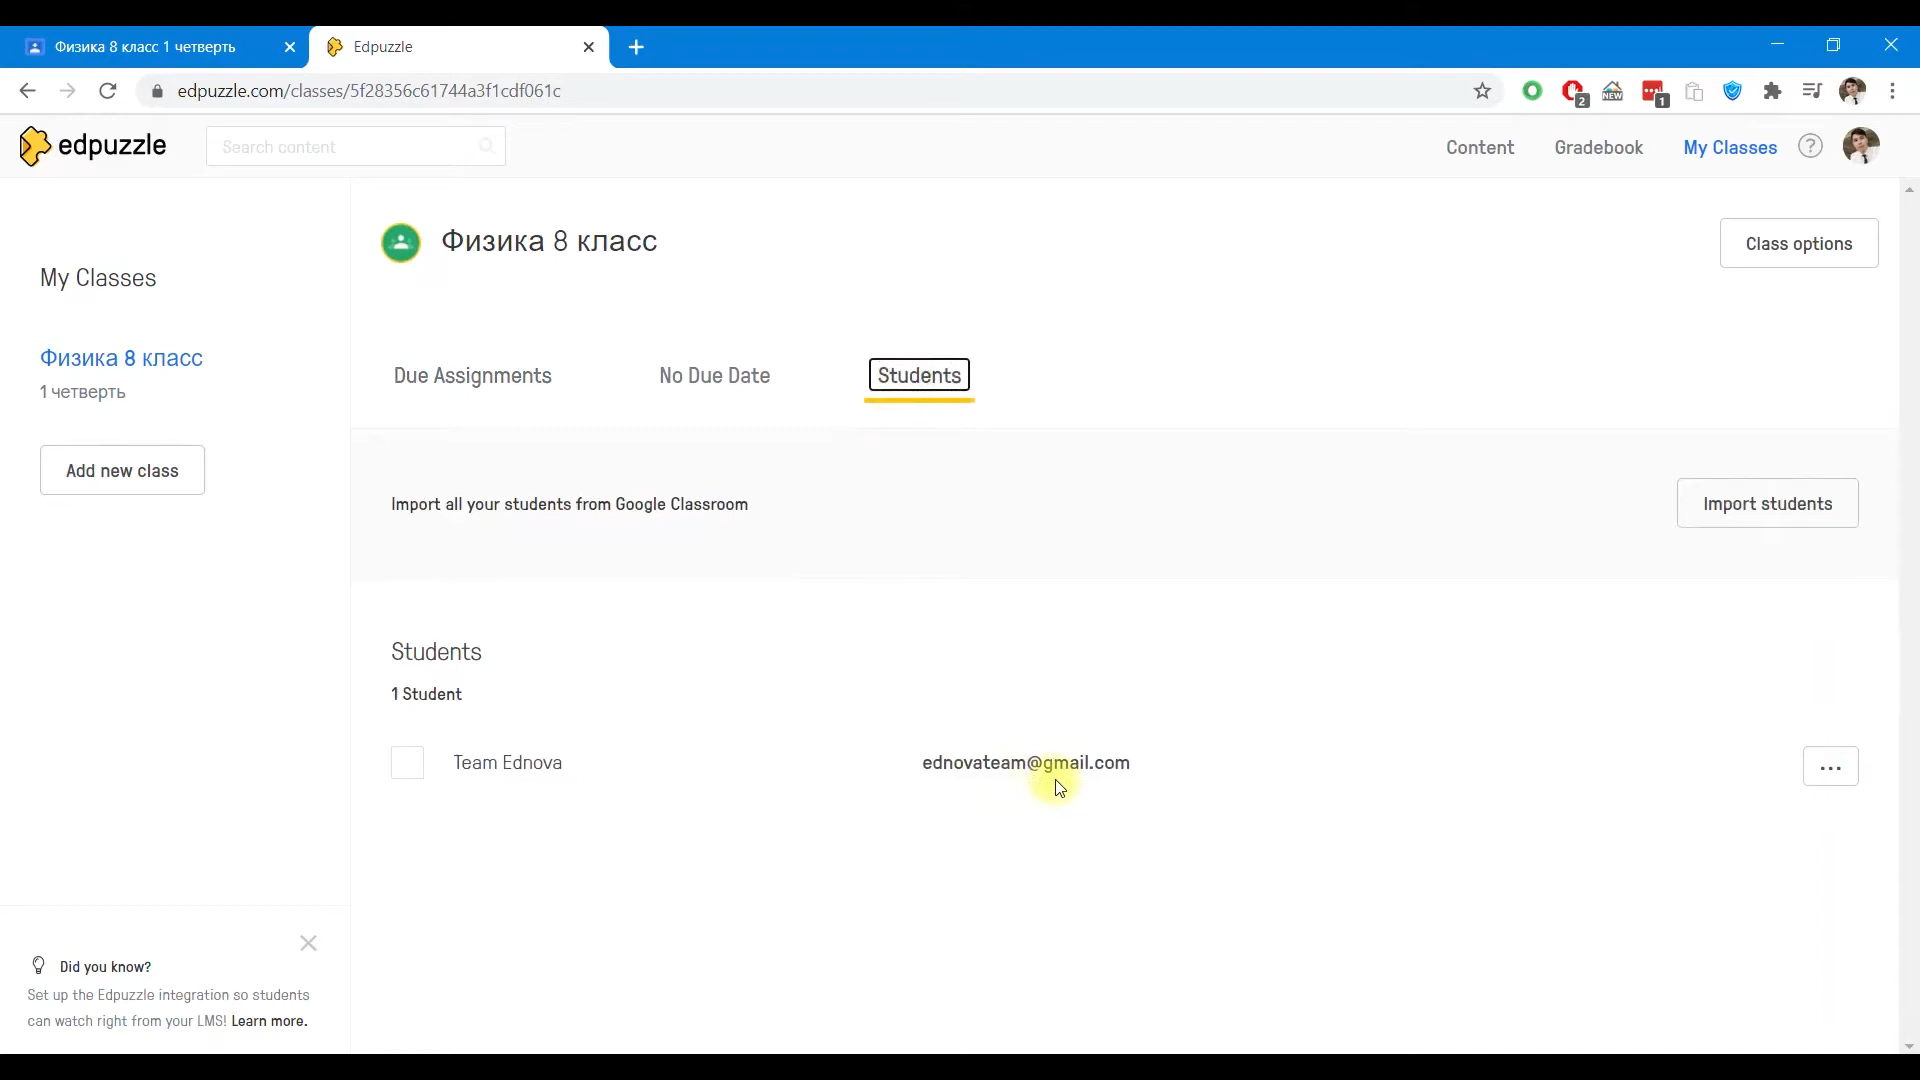 Физика 8 класс 1 четверть
Edpuzzle
edpuzzle.com/classes/5f28356c61744a3f1cdf061c
2
NEW
1
edpuzzle
Search content
Content
Gradebook
My Classes
?
Физика 8 класс
Class options
My Classes
Физика 8 класс
1 четверть
Add new class
Due Assignments
No Due Date
Students
Import all your students from Google Classroom
Import students
Students
1 Student
Team Ednova
ednovateam@gmail.com
...
Did you know?
Set up the Edpuzzle integration so students
can watch right from your LMS! Learn more.